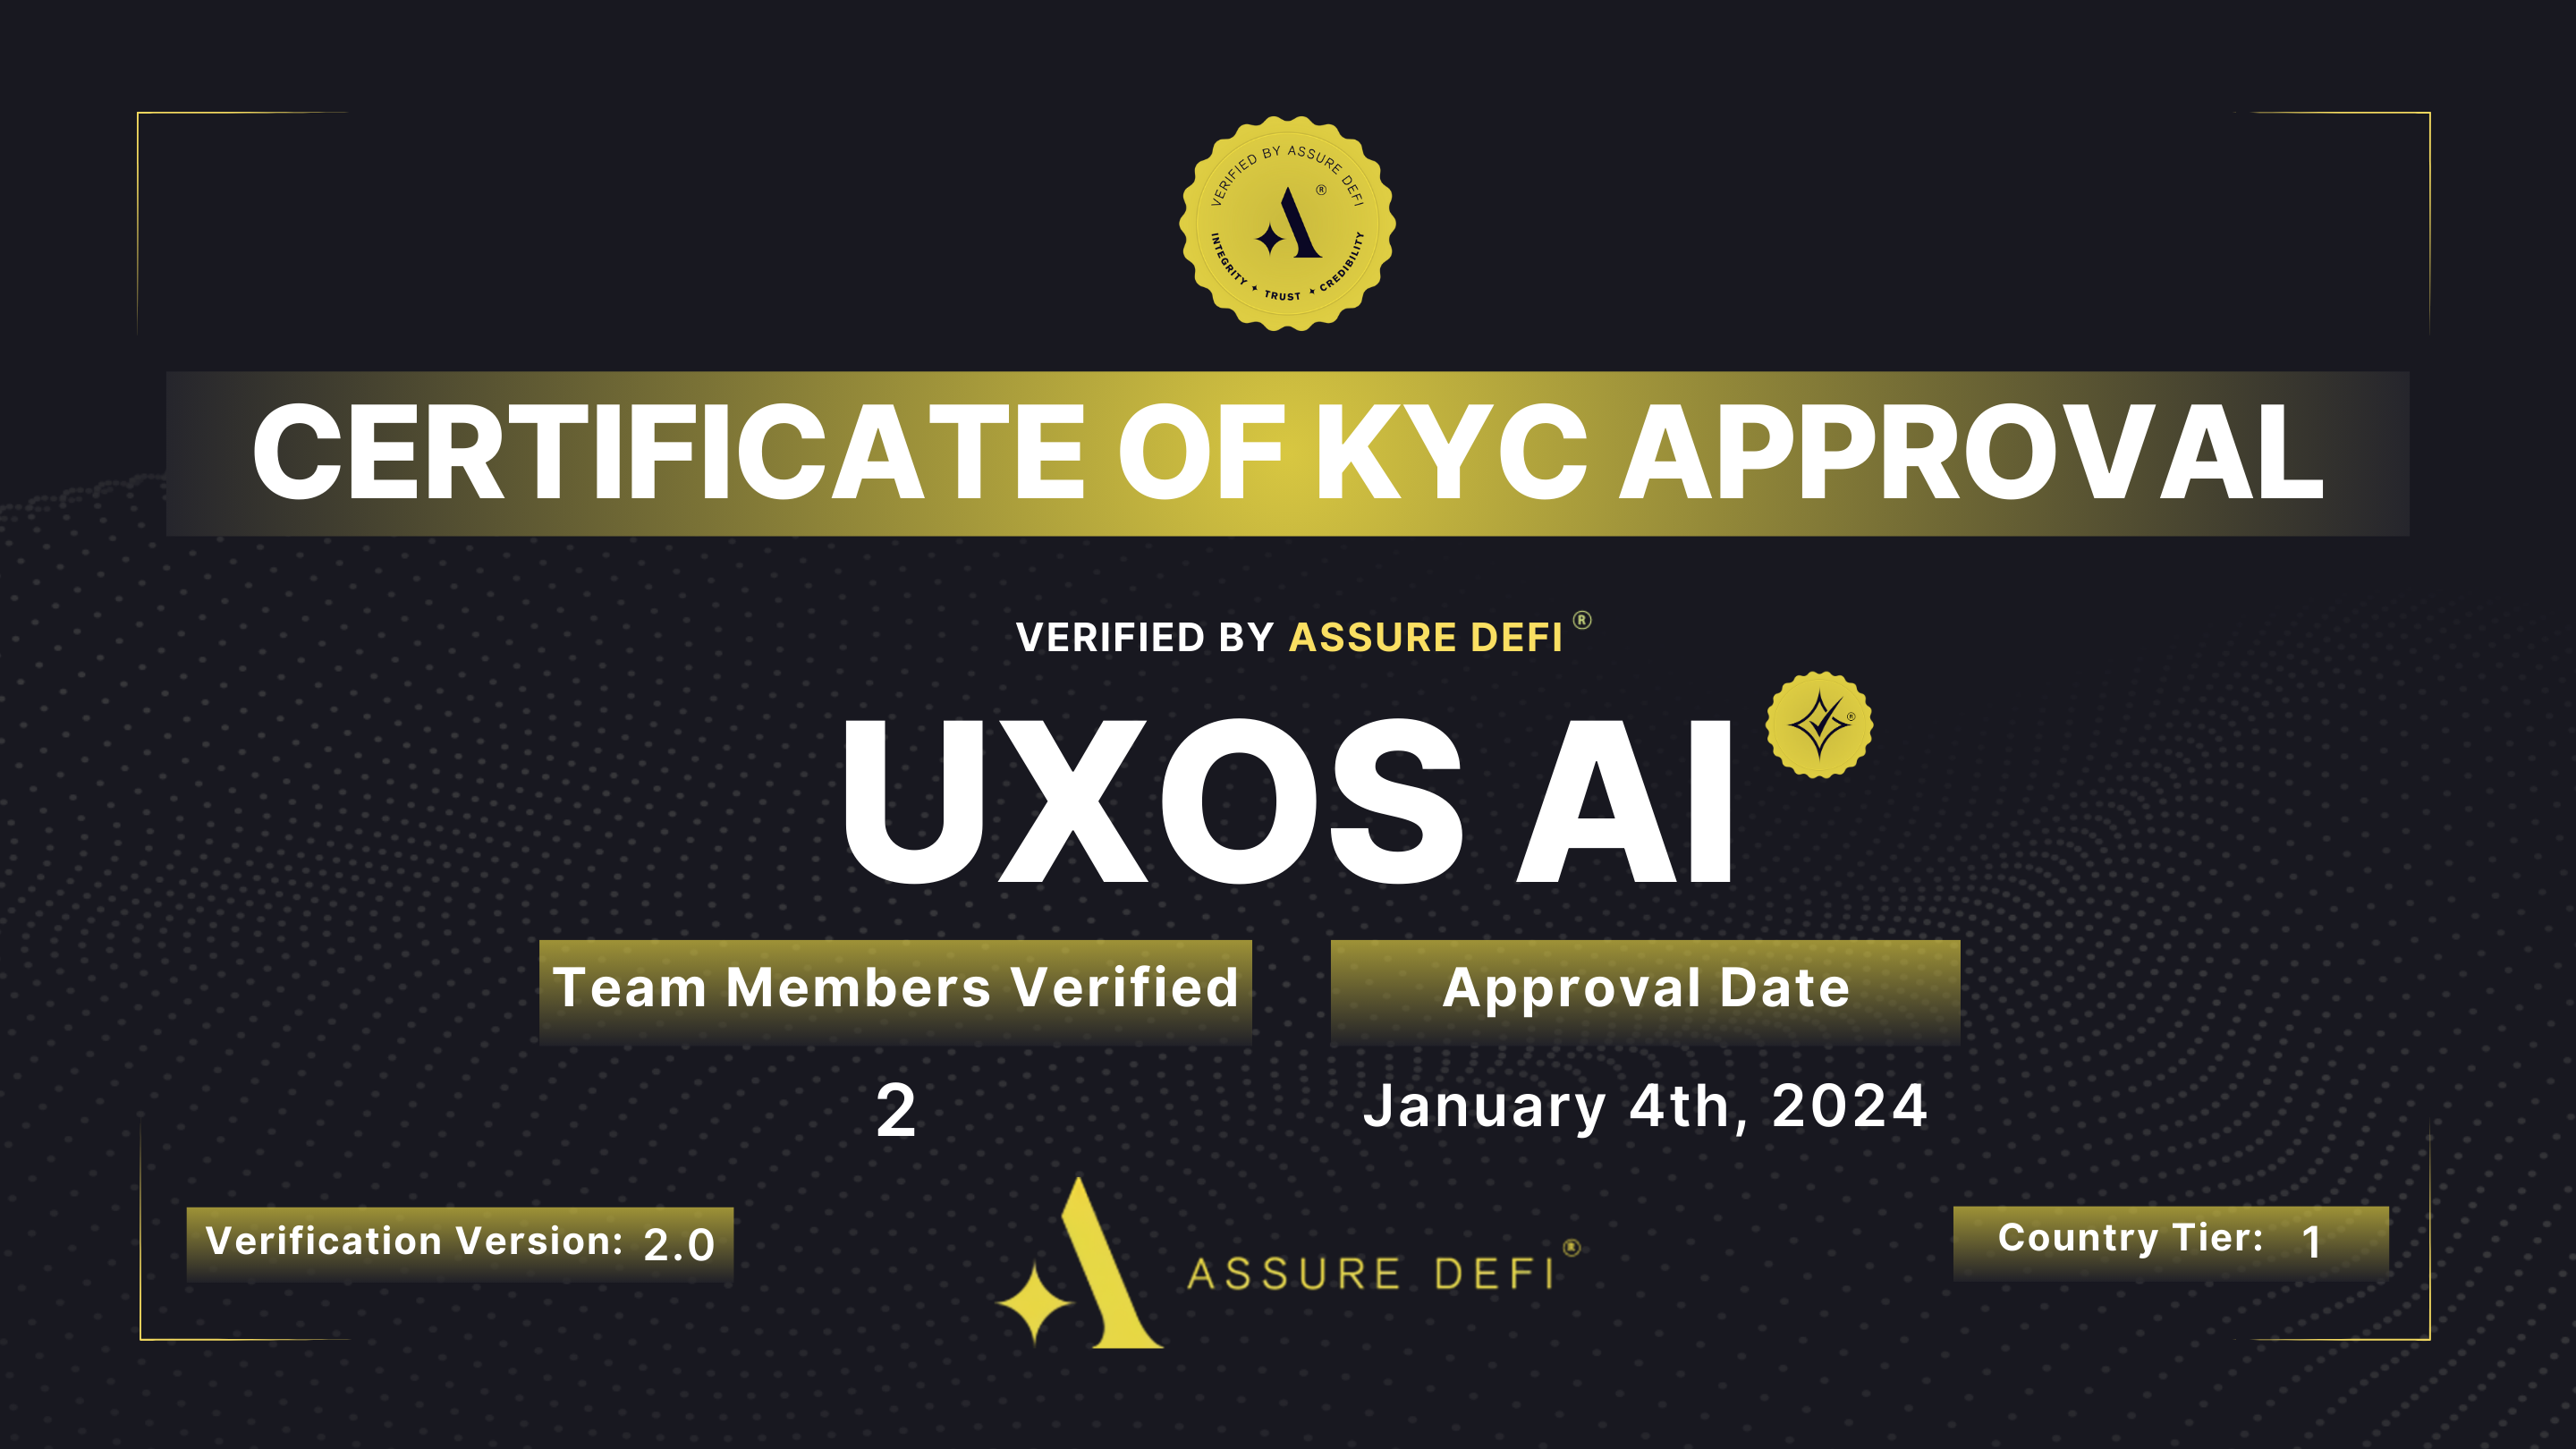 VERIFIED BY ASSURE DEFI
A ®
INTEGRITY ✦ TRUST ✦ CREDIBILITY
CERTIFICATE OF KYC APPROVAL
VERIFIED BY ASSURE DEFI ®
UXOS AI
®
Team Members Verified
2
Approval Date
January 4th, 2024
Verification Version: 2.0
ASSURE DEFI ®
Country Tier: 1